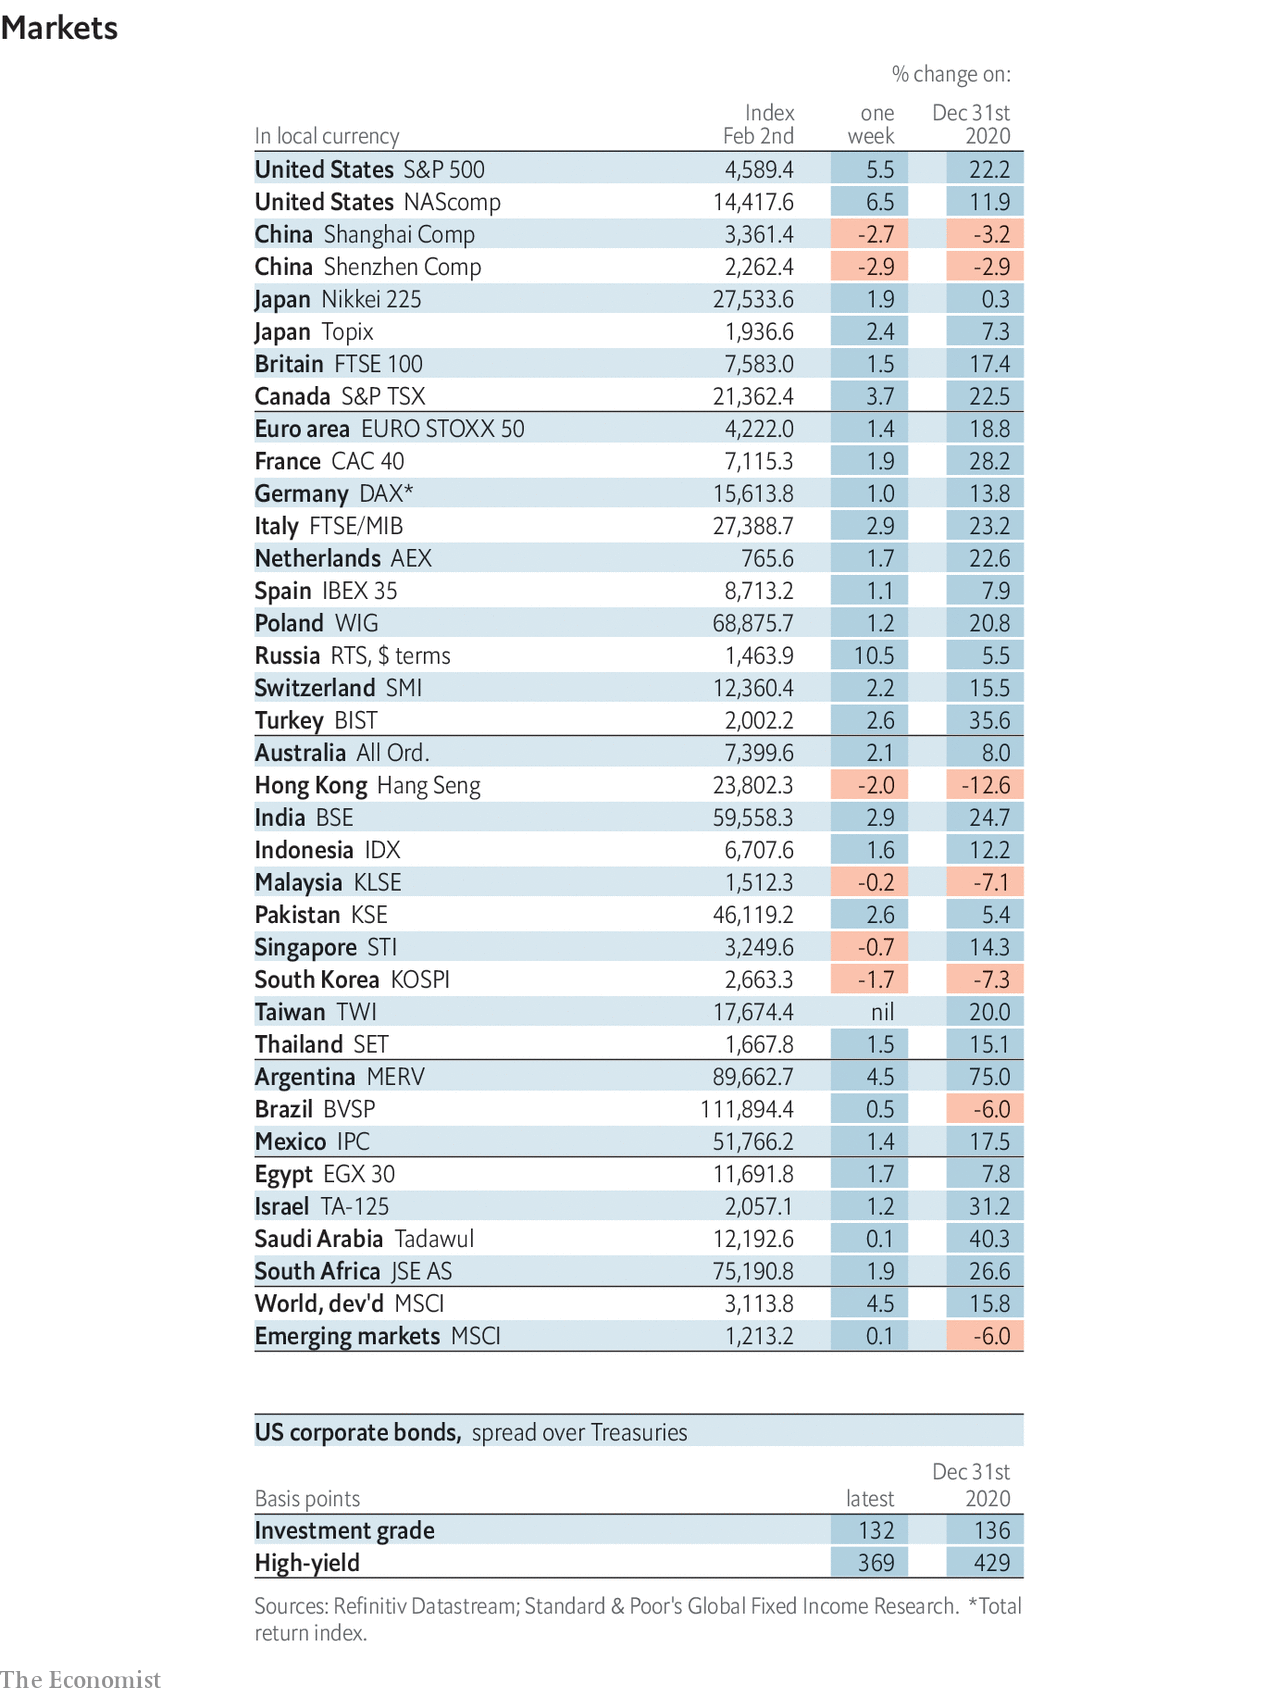 Markets
% change on:
Index one Dec 31st
In local currency Feb 2nd week 2020
United States S&P 500 4,589.4 5.5 22.2
United States NAScomp 14,417.6 6.5 11.9
China Shanghai Comp 3,361.4 -2.7 -3.2
China Shenzhen Comp 2,262.4 -2.9 -2.9
Japan Nikkei 225 27,533.6 1.9 0.3
Japan Topix 1,936.6 2.4 7.3
Britain FTSE 100 7,583.0 1.5 17.4
Canada S&P TSX 21,362.4 3.7 22.5
Euro area EURO STOXX 50 4,222.0 1.4 18.8
France CAC 40 7,115.3 1.9 28.2
Germany DAX* 15,613.8 1.0 13.8
Italy FTSE/MIB 27,388.7 2.9 23.2
Netherlands AEX 765.6 1.7 22.6
Spain IBEX 35 8,713.2 1.1 7.9
Poland WIG 68,875.7 1.2 20.8
Russia RTS, $ terms 1,463.9 10.5 5.5
Switzerland SMI 12,360.4 2.2 15.5
Turkey BIST 2,002.2 2.6 35.6
Australia All Ord. 7,399.6 2.1 8.0
Hong Kong Hang Seng 23,802.3 -2.0 -12.6
India BSE 59,558.3 2.9 24.7
Indonesia IDX 6,707.6 1.6 12.2
Malaysia KLSE 1,512.3 -0.2 -7.1
Pakistan KSE 46,119.2 2.6 5.4
Singapore STI 3,249.6 -0.7 14.3
South Korea KOSPI 2,663.3 -1.7 -7.3
Taiwan TWI 17,674.4 nil 20.0
Thailand SET 1,667.8 1.5 15.1
Argentina MERV 89,662.7 4.5 75.0
Brazil BVSP 111,894.4 0.5 -6.0
Mexico IPC 51,766.2 1.4 17.5
Egypt EGX 30 11,691.8 1.7 7.8
Israel TA-125 2,057.1 1.2 31.2
Saudi Arabia Tadawul 12,192.6 0.1 40.3
South Africa JSE AS 75,190.8 1.9 26.6
World, dev'd MSCI 3,113.8 4.5 15.8
Emerging markets MSCI 1,213.2 0.1 -6.0
US corporate bonds, spread over Treasuries
Dec 31st
Basis points latest 2020
Investment grade 132 136
High-yield 369 429
Sources: Refinitiv Datastream; Standard & Poor's Global Fixed Income Research. *Total
return index.
The Economist